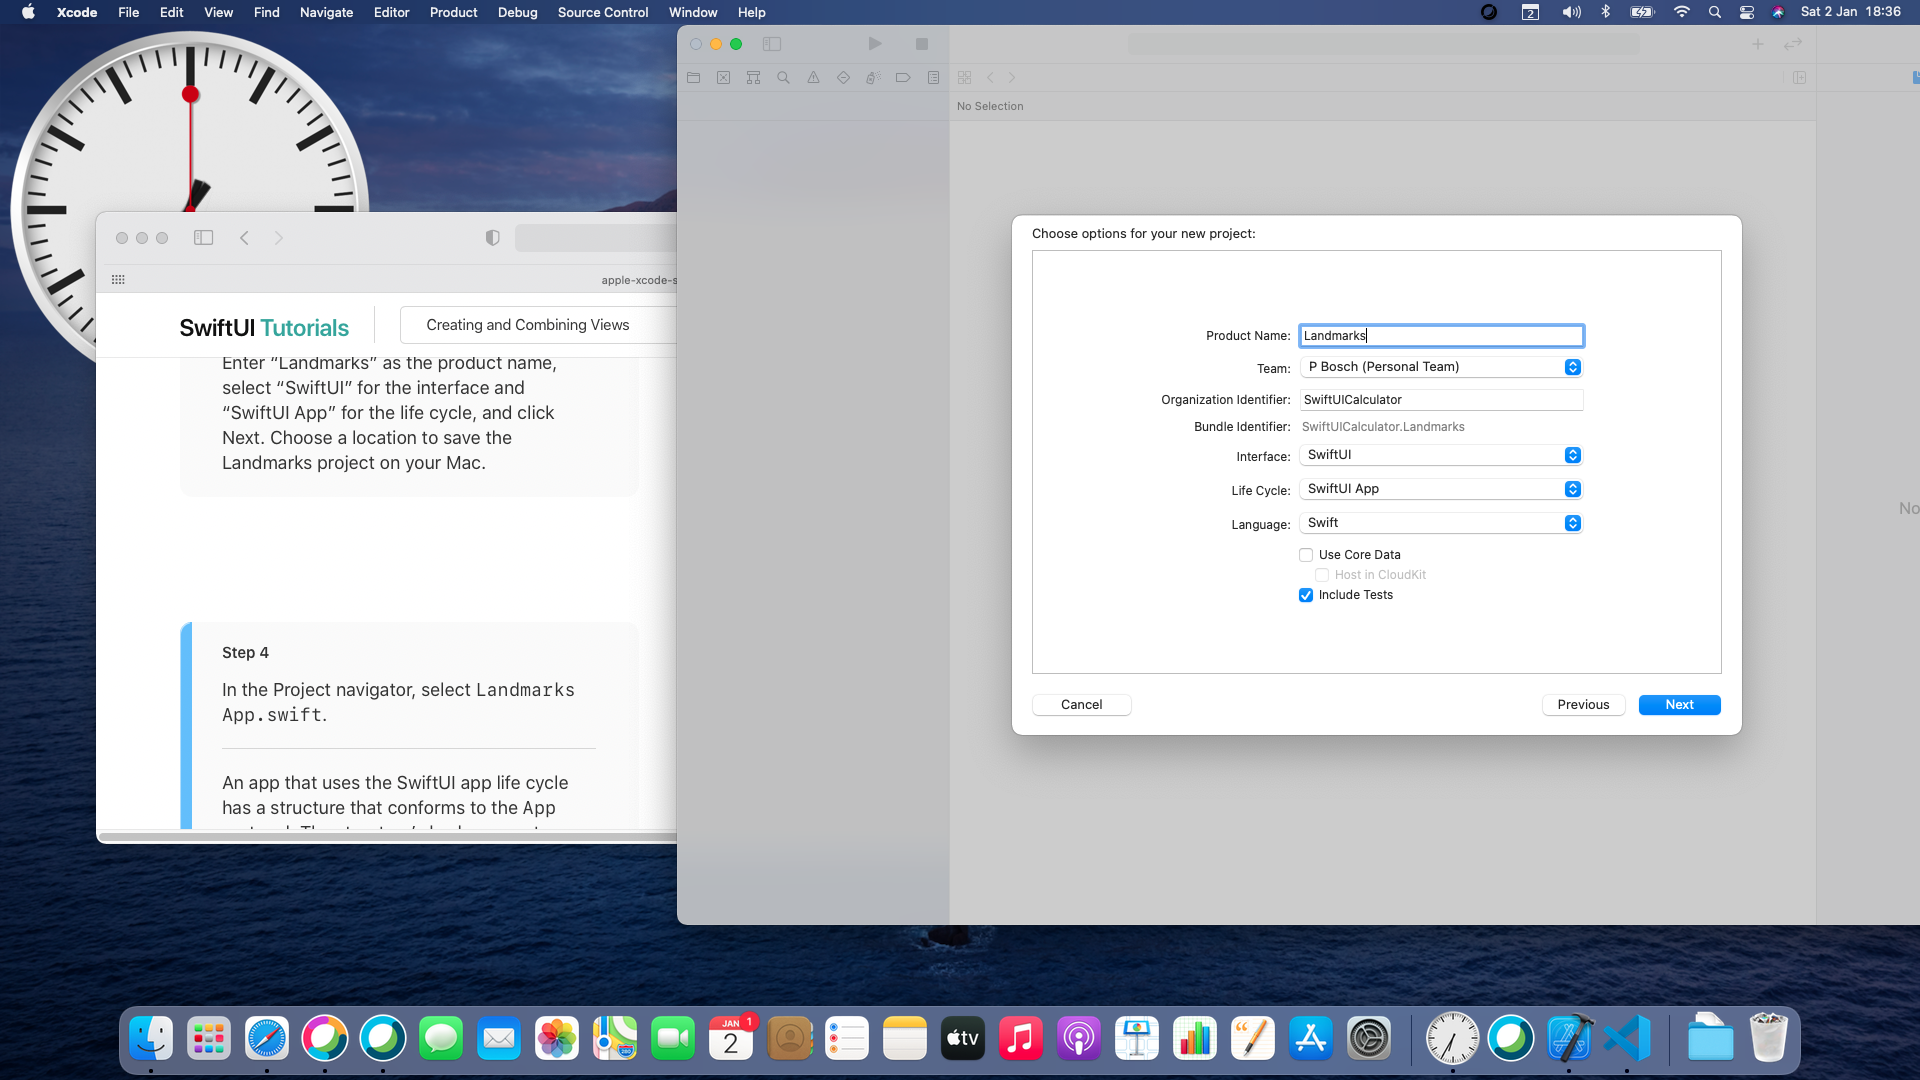 Xcode File Edit View Find Navigate Editor Product Debug Source Control Window Help
2
Sat 2 Jan 18:36
No Selection
apple-xcode-s
SwiftUI Tutorials
Creating and Combining Views
Enter “Landmarks” as the product name,
select “SwiftUI” for the interface and
“SwiftUI App” for the life cycle, and click
Next. Choose a location to save the
Landmarks project on your Mac.
Step 4
In the Project navigator, select Landmarks
App.swift.
An app that uses the SwiftUI app life cycle
has a structure that conforms to the App
Choose options for your new project:
Product Name: Landmarks
Team: P Bosch (Personal Team)
Organization Identifier: SwiftUICalculator
Bundle Identifier: SwiftUICalculator.Landmarks
Interface: SwiftUI
Life Cycle: SwiftUI App
Language: Swift
Use Core Data
Host in CloudKit
Include Tests
Cancel
Previous
Next
No
JAN
2
1
tv
280